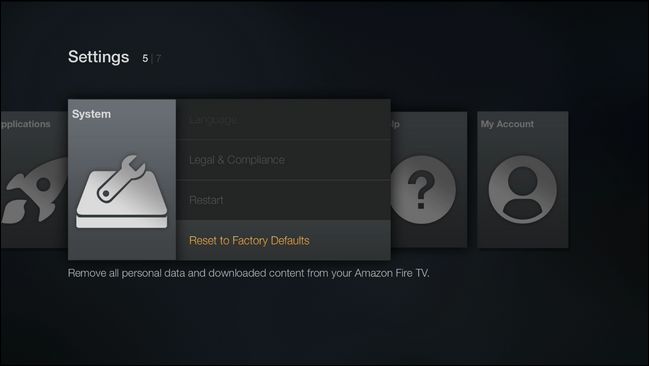 Settings 5 | 7
pplications
System
Language
Legal & Compliance
Restart
Reset to Factory Defaults
lp
My Account
Remove all personal data and downloaded content from your Amazon Fire TV.